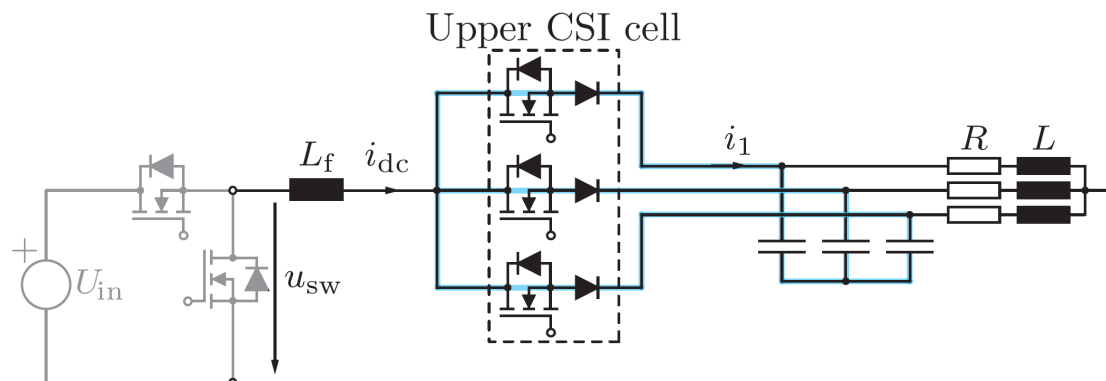 Upper CSI cell
L_f
i_dc
i_1
R
L
+
U_in
u_sw